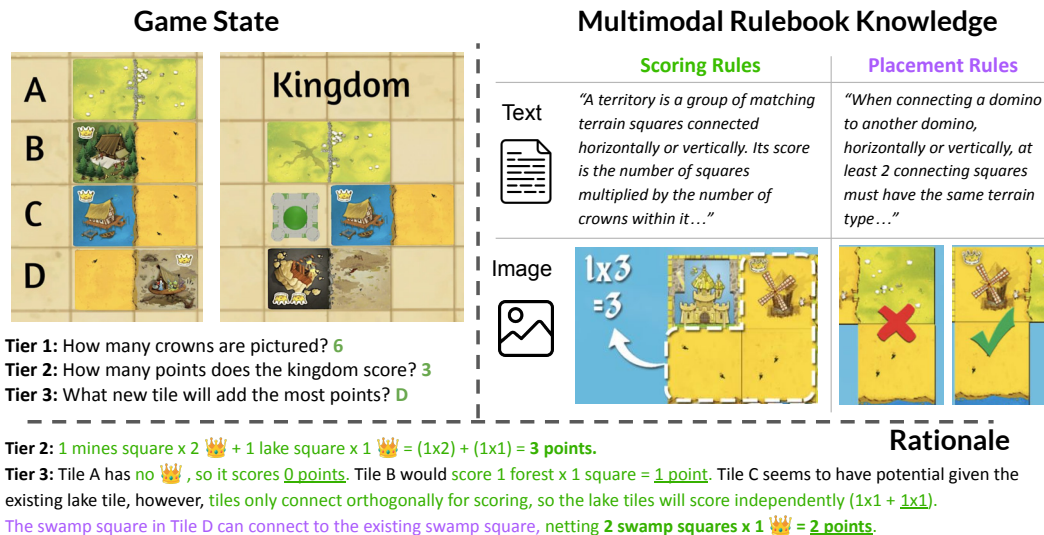 Game State
A
B
C
D
Kingdom
Tier 1: How many crowns are pictured? 6
Tier 2: How many points does the kingdom score? 3
Tier 3: What new tile will add the most points? D
Multimodal Rulebook Knowledge
Scoring Rules
Placement Rules
Text
“A territory is a group of matching
terrain squares connected
horizontally or vertically. Its score
is the number of squares
multiplied by the number of
crowns within it…”
“When connecting a domino
to another domino,
horizontally or vertically, at
least 2 connecting squares
must have the same terrain
type…”
Image
1x3
=3
Rationale
Tier 2: 1 mines square x 2 + 1 lake square x 1 = (1x2) + (1x1) = 3 points.
Tier 3: Tile A has no , so it scores 0 points. Tile B would score 1 forest x 1 square = 1 point. Tile C seems to have potential given the
existing lake tile, however, tiles only connect orthogonally for scoring, so the lake tiles will score independently (1x1 + 1x1).
The swamp square in Tile D can connect to the existing swamp square, netting 2 swamp squares x 1 = 2 points.